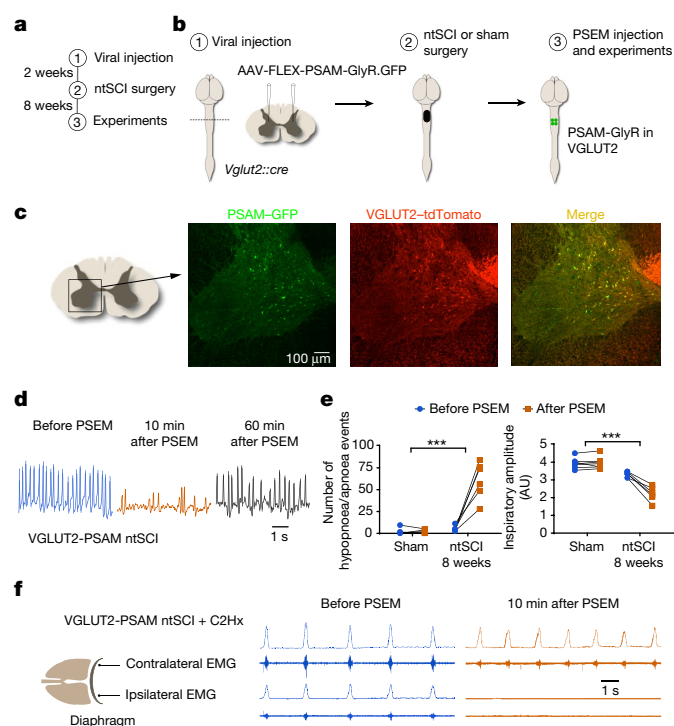 a
1
2 weeks
Viral injection
2
ntSCI surgery
8 weeks
3
Experiments
b
1 Viral injection
AAV-FLEX-PSAM-GlyR.GFP
Vglut2::cre
2 ntSCI or sham
surgery
3 PSEM injection
and experiments
PSAM-GlyR in
VGLUT2
c
PSAM–GFP
VGLUT2–tdTomato
Merge
100 μm
d
Before PSEM
10 min
after PSEM
60 min
after PSEM
VGLUT2-PSAM ntSCI
1 s
e
Before PSEM
After PSEM
Number of
hypopnoea/apnoea events
100
75
50
25
0
***
Sham
ntSCI
8 weeks
Inspiratory amplitude
(AU)
5
4
3
2
1
0
***
Sham
ntSCI
8 weeks
f
VGLUT2-PSAM ntSCI + C2Hx
Before PSEM
10 min after PSEM
Contralateral EMG
Ipsilateral EMG
Diaphragm
1 s